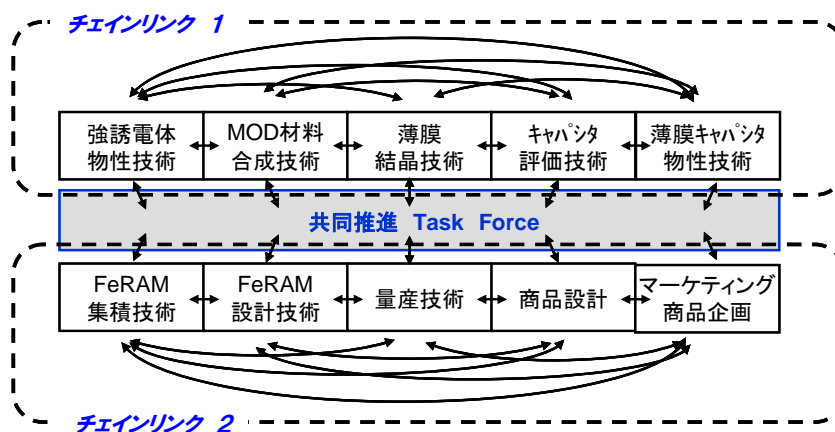 チェインリンク 1
強誘電体
物性技術
MOD材料
合成技術
薄膜
結晶技術
ｷｬﾊﾟｼﾀ
評価技術
薄膜ｷｬﾊﾟｼﾀ
物性技術
共同推進 Task Force
FeRAM
集積技術
FeRAM
設計技術
量産技術
商品設計
マーケティング
商品企画
チェインリンク 2